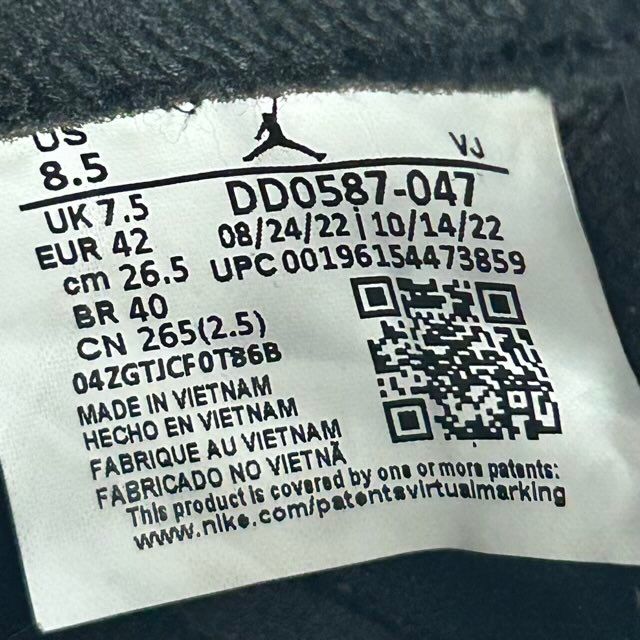 US
8.5
VJ
UK 7.5
DD0587-047
EUR 42
08/24/22 | 10/14/22
cm 26.5
UPC 00196154473859
BR 40
CN 265(2.5)
04ZGTJCF0T86B
MADE IN VIETNAM
HECHO EN VIETNAM
FABRIQUE AU VIETNAM
FABRICADO NO VIETNÃ
This product is covered by one or more patents:
www.nike.com/patentsvirtualmarking